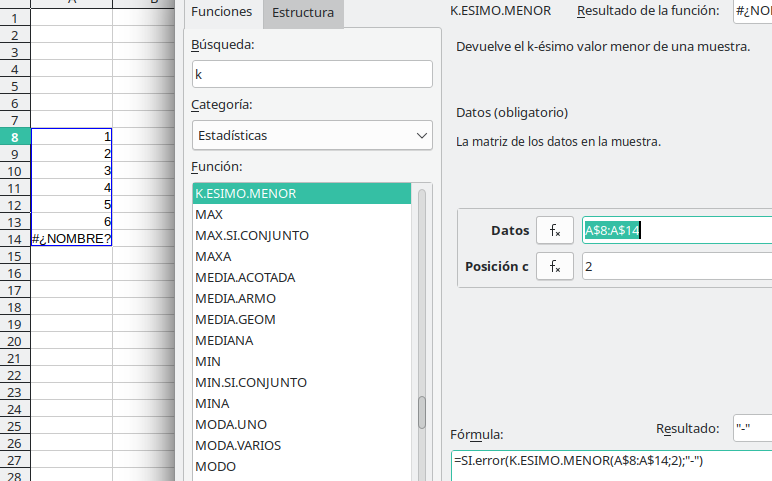 A B
1
2
3
4
5
6
7
8 1
9 2
10 3
11 4
12 5
13 6
14 #¿NOMBRE?
15
16
17
18
19
20
21
22
23
24
25
26
27
28
Funciones Estructura
Búsqueda:
k
Categoría:
Estadísticas
Función:
K.ESIMO.MENOR
MAX
MAX.SI.CONJUNTO
MAXA
MEDIA.ACOTADA
MEDIA.ARMO
MEDIA.GEOM
MEDIANA
MIN
MIN.SI.CONJUNTO
MINA
MODA.UNO
MODA.VARIOS
MODO
K.ESIMO.MENOR Resultado de la función: #¿NO
Devuelve el k-ésimo valor menor de una muestra.
Datos (obligatorio)
La matriz de los datos en la muestra.
Datos fx A$8:A$14
Posición c fx 2
Fórmula: Resultado: "-"
=SI.error(K.ESIMO.MENOR(A$8:A$14;2);"-")